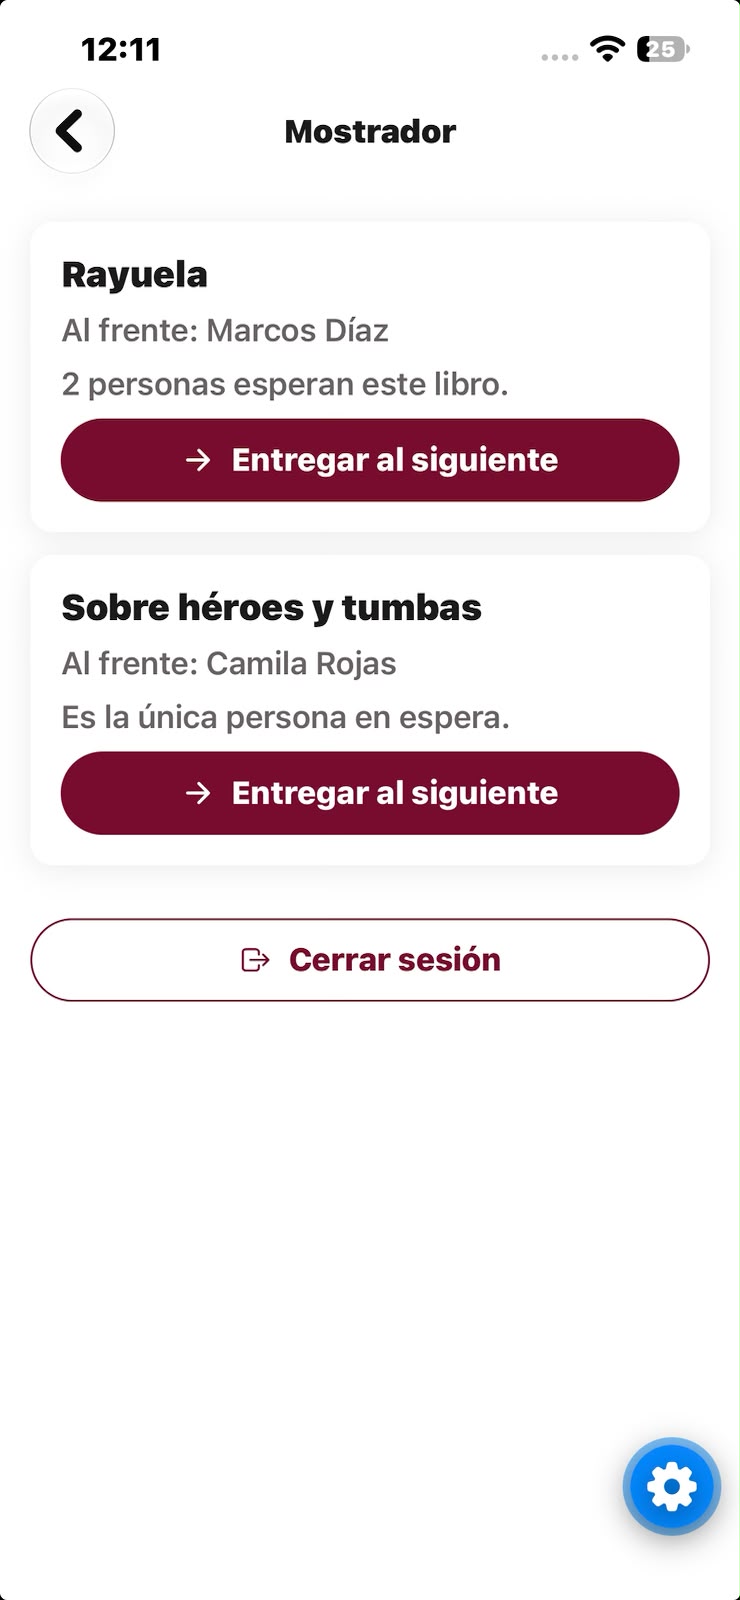 12:11
25
Mostrador
Rayuela
Al frente: Marcos Díaz
2 personas esperan este libro.
Entregar al siguiente
Sobre héroes y tumbas
Al frente: Camila Rojas
Es la única persona en espera.
Entregar al siguiente
Cerrar sesión